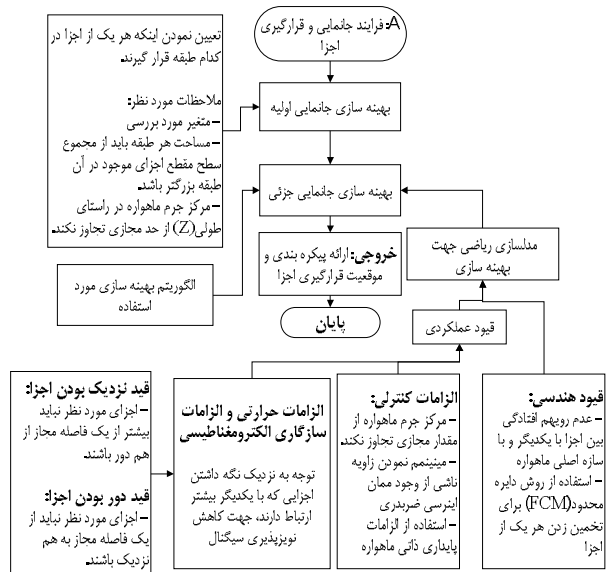 A: فرایند جانمایی و قرارگیری
اجزا
تعیین نمودن اینکه هر یک از اجزا در
کدام طبقه قرار گیرند.
ملاحظات مورد نظر:
–متغیر مورد بررسی
–مساحت هر طبقه باید از مجموع
سطح مقطع اجزای موجود در آن
طبقه بزرگتر باشد.
–مرکز جرم ماهواره در راستای
طولی(Z) از حد مجازی تجاوز نکند.
بهینه سازی جانمایی اولیه
بهینه سازی جانمایی جزئی
خروجی: ارائه پیکره بندی و
موقعیت قرارگیری اجزا
پایان
الگوریتم بهینه سازی مورد
استفاده
مدلسازی ریاضی جهت
بهینه سازی
قیود عملکردی
قیود هندسی:
– عدم رویهم افتادگی
بین اجزا با یکدیگر و با
سازه اصلی ماهواره
– استفاده از روش دایره
محدود(FCM) برای
تخمین زدن هر یک از
اجزا
الزامات کنترلی:
– مرکز جرم ماهواره از
مقدار مجازی تجاوز نکند.
– مینیمم نمودن زاویه
ناشی از وجود ممان
اینرسی ضربدری
– استفاده از الزامات
پایداری ذاتی ماهواره
الزامات حرارتی و الزامات
سازگاری الکترومغناطیسی
توجه به نزدیک نگه داشتن
اجزایی که با یکدیگر بیشتر
ارتباط دارند، جهت کاهش
نویزپذیری سیگنال
قید نزدیک بودن اجزا:
– اجزای مورد نظر نباید
بیشتر از یک فاصله مجاز از
هم دور باشند.
قید دور بودن اجزا:
– اجزای مورد نظر نباید از
یک فاصله مجاز به هم
نزدیک باشند.